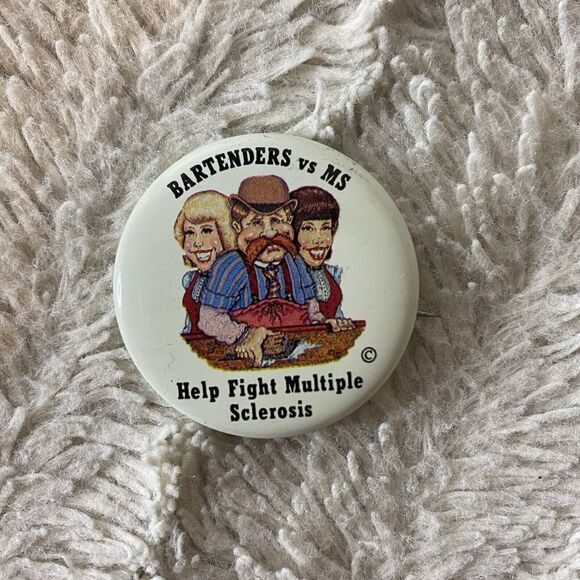 BARTENDERS vs MS
©
Help Fight Multiple
Sclerosis